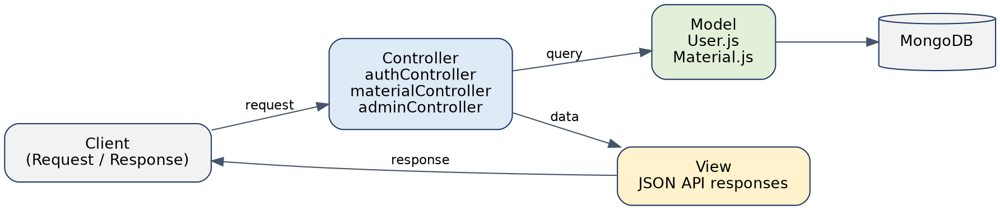 Client
(Request / Response)
request
Controller
authController
materialController
adminController
query
Model
User.js
Material.js
MongoDB
data
View
JSON API responses
response